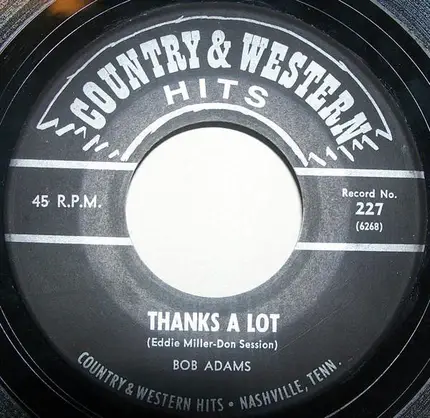 COUNTRY & WESTERN
HITS
45 R.P.M.
Record No.
227
(6268)
THANKS A LOT
(Eddie Miller-Don Session)
BOB ADAMS
COUNTRY & WESTERN HITS • NASHVILLE, TENN.